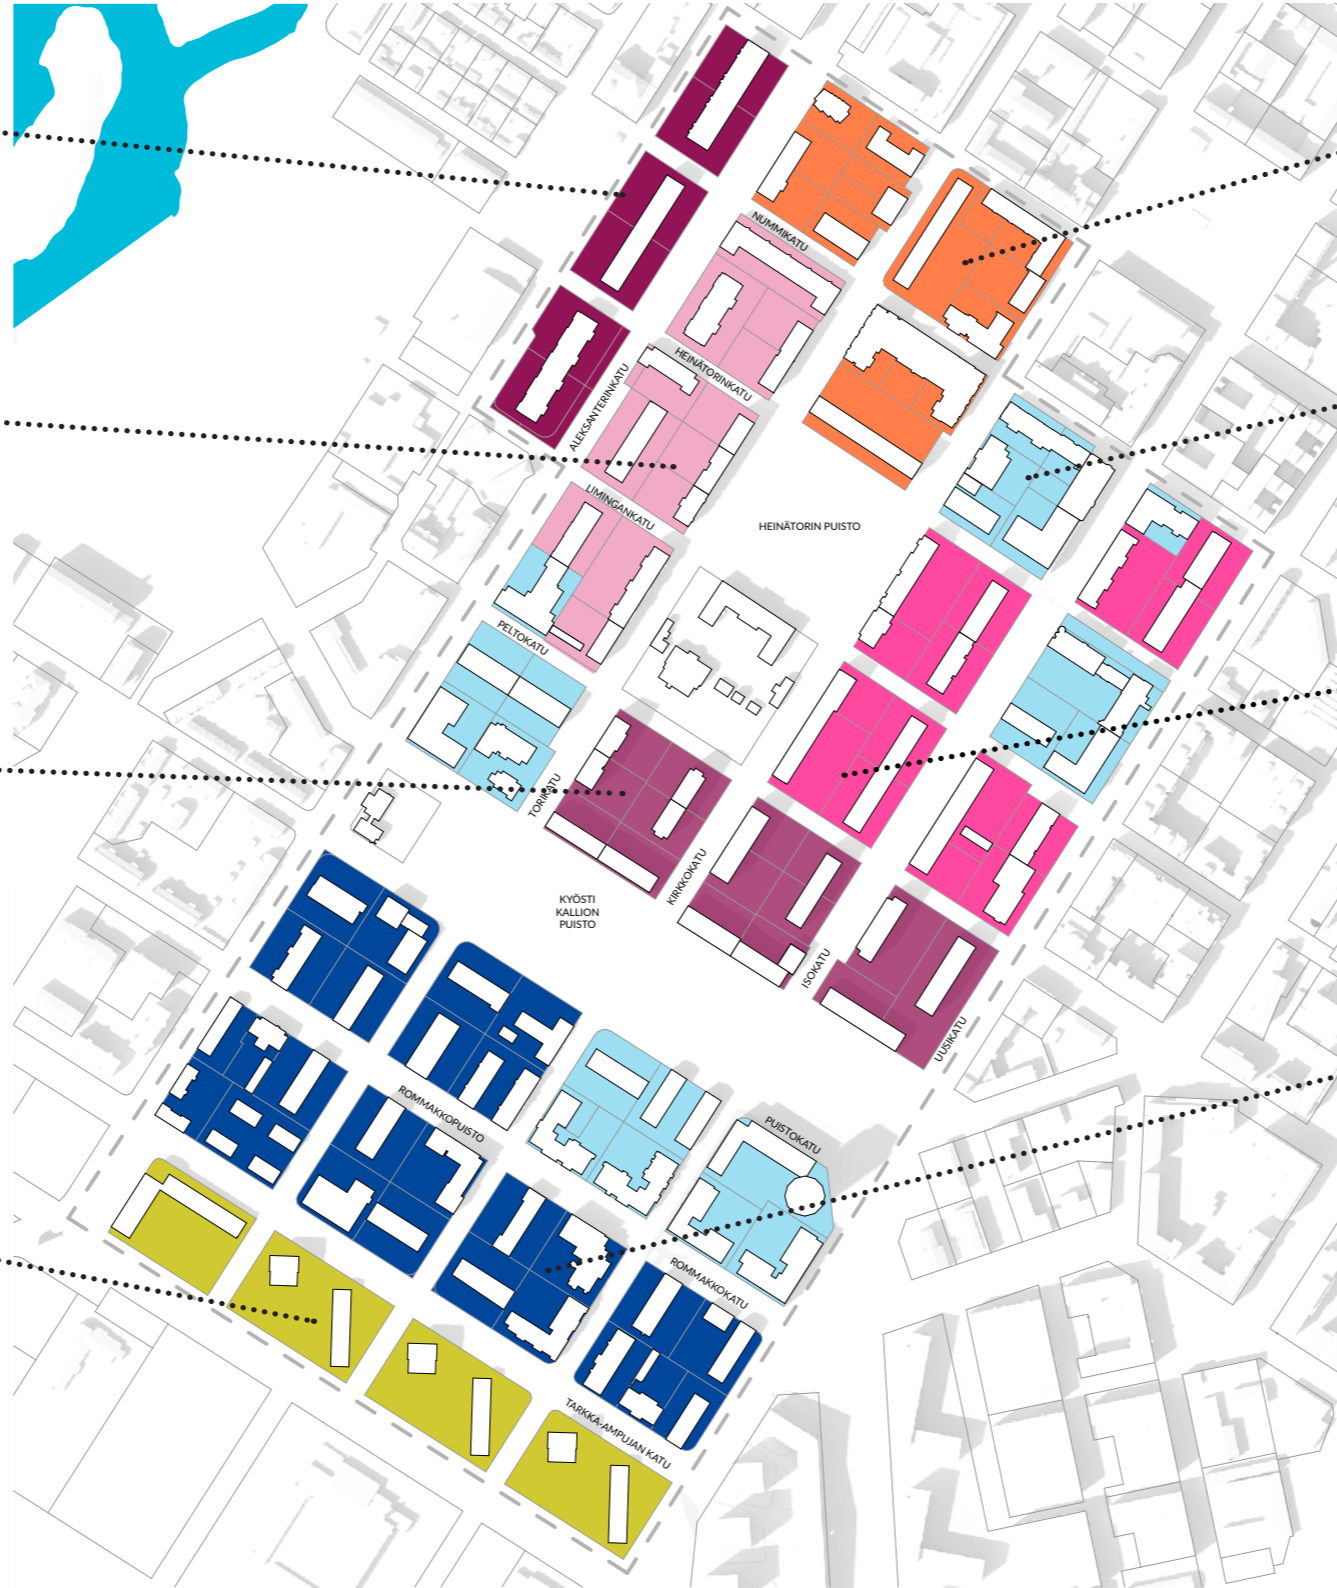 NUMMIKATU
HEINÄTORINKATU
ALEKSANTERINKATU
LIMINGANKATU
HEINÄTORIN PUISTO
PELTOKATU
TORIKATU
KIRKKOKATU
KYÖSTI
KALLION
PUISTO
ISOKATU
UUSIKATU
ROMMAKKOPUISTO
PUISTOKATU
ROMMAKKOKATU
TARKKA-AMPUJAN KATU